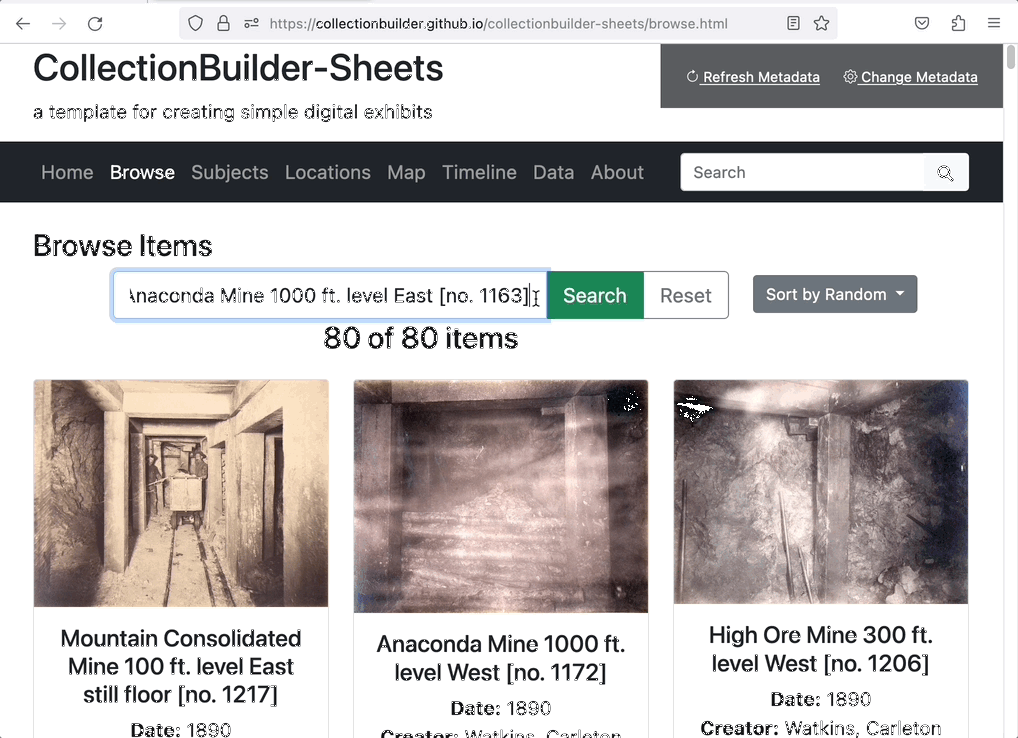 https://collectionbuilder.github.io/collectionbuilder-sheets/browse.html
CollectionBuilder-Sheets
a template for creating simple digital exhibits
Refresh Metadata
Change Metadata
Home Browse Subjects Locations Map Timeline Data About
Search
Browse Items
Anaconda Mine 1000 ft. level East [no. 1163]
Search
Reset
Sort by Random
80 of 80 items
Mountain Consolidated
Mine 100 ft. level East
still floor [no. 1217]
Date: 1890
Anaconda Mine 1000 ft.
level West [no. 1172]
Date: 1890
Creator: Watkins, Carleton
High Ore Mine 300 ft.
level West [no. 1206]
Date: 1890
Creator: Watkins, Carleton